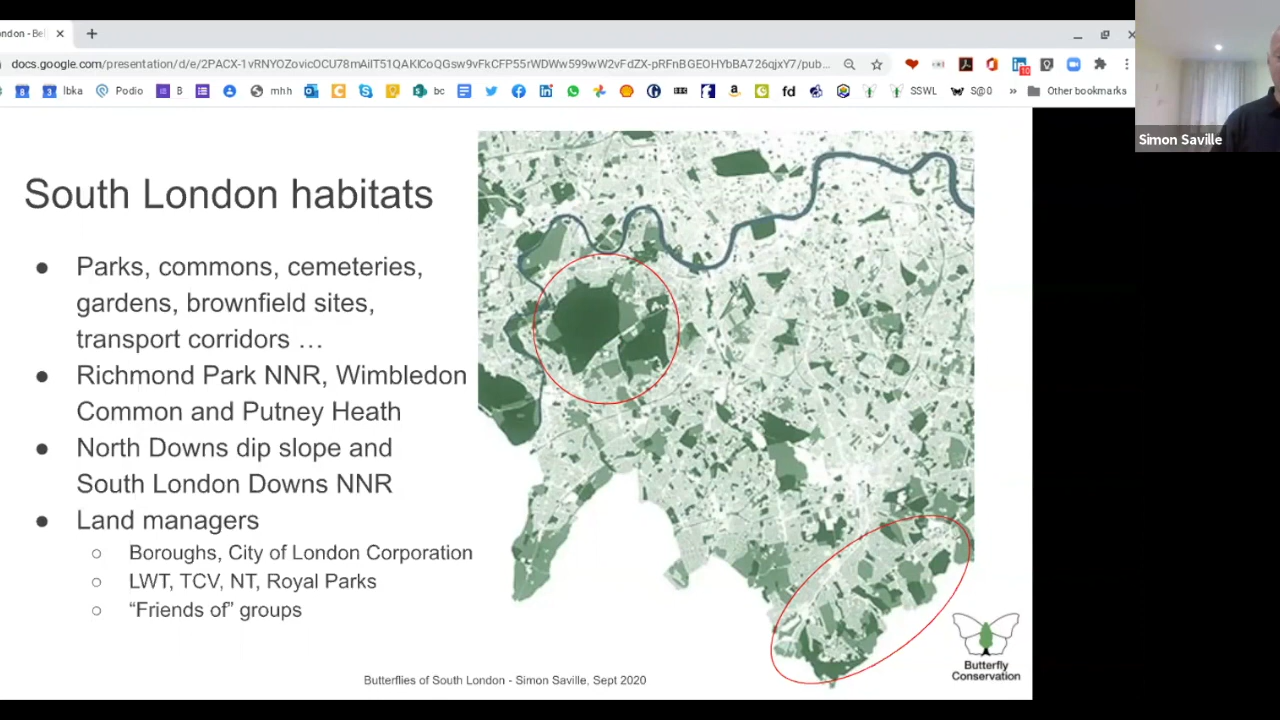 ondon - Be
docs.google.com/presentation/d/e/2PACX-1vRNYOZovicOCU78mAiIT51QAKlCoQGsw9vFkCFP55rWDWw599wW2vFdZX-pRFnBGEOHYbBA726qjxY7/pub...
lbka Podio B mhh bc fd SSWL S@0 » Other bookmarks
10
Simon Saville
South London habitats
● Parks, commons, cemeteries,
gardens, brownfield sites,
transport corridors …
● Richmond Park NNR, Wimbledon
Common and Putney Heath
● North Downs dip slope and
South London Downs NNR
● Land managers
○ Boroughs, City of London Corporation
○ LWT, TCV, NT, Royal Parks
○ “Friends of” groups
Butterfly
Conservation
Butterflies of South London - Simon Saville, Sept 2020